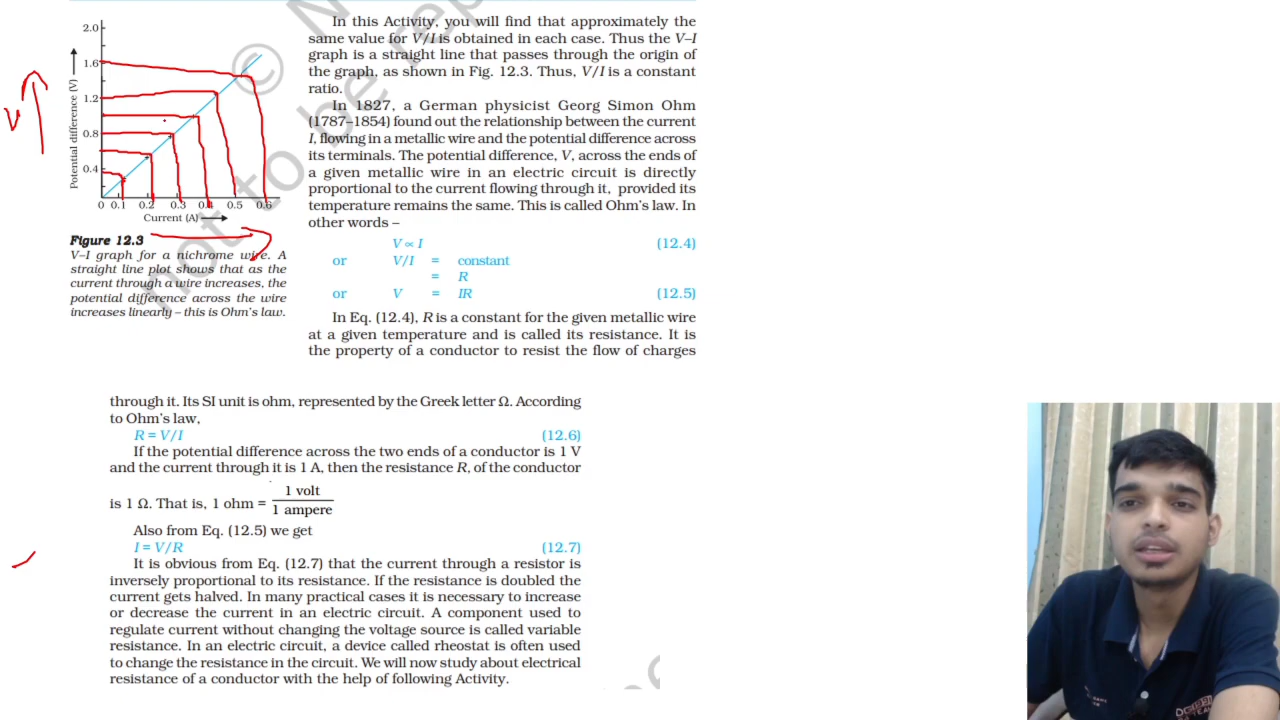 2.0
1.6
1.2
0.8
0.4
0 0.1 0.2 0.3 0.4 0.5 0.6
Potential difference (V)
Current (A)
V
Figure 12.3
V–I graph for a nichrome wire. A
straight line plot shows that as the
current through a wire increases, the
potential difference across the wire
increases linearly – this is Ohm's law.
In this Activity, you will find that approximately the
same value for V/I is obtained in each case. Thus the V–I
graph is a straight line that passes through the origin of
the graph, as shown in Fig. 12.3. Thus, V/I is a constant
ratio.
In 1827, a German physicist Georg Simon Ohm
(1787–1854) found out the relationship between the current
I, flowing in a metallic wire and the potential difference across
its terminals. The potential difference, V, across the ends of
a given metallic wire in an electric circuit is directly
proportional to the current flowing through it, provided its
temperature remains the same. This is called Ohm's law. In
other words –
V ∝ I (12.4)
or V/I = constant
= R
or V = IR (12.5)
In Eq. (12.4), R is a constant for the given metallic wire
at a given temperature and is called its resistance. It is
the property of a conductor to resist the flow of charges
through it. Its SI unit is ohm, represented by the Greek letter Ω. According
to Ohm's law,
R = V/I (12.6)
If the potential difference across the two ends of a conductor is 1 V
and the current through it is 1 A, then the resistance R, of the conductor
is 1 Ω. That is, 1 ohm = 1 volt / 1 ampere
Also from Eq. (12.5) we get
I = V/R (12.7)
It is obvious from Eq. (12.7) that the current through a resistor is
inversely proportional to its resistance. If the resistance is doubled the
current gets halved. In many practical cases it is necessary to increase
or decrease the current in an electric circuit. A component used to
regulate current without changing the voltage source is called variable
resistance. In an electric circuit, a device called rheostat is often used
to change the resistance in the circuit. We will now study about electrical
resistance of a conductor with the help of following Activity.
© N
not to be rep